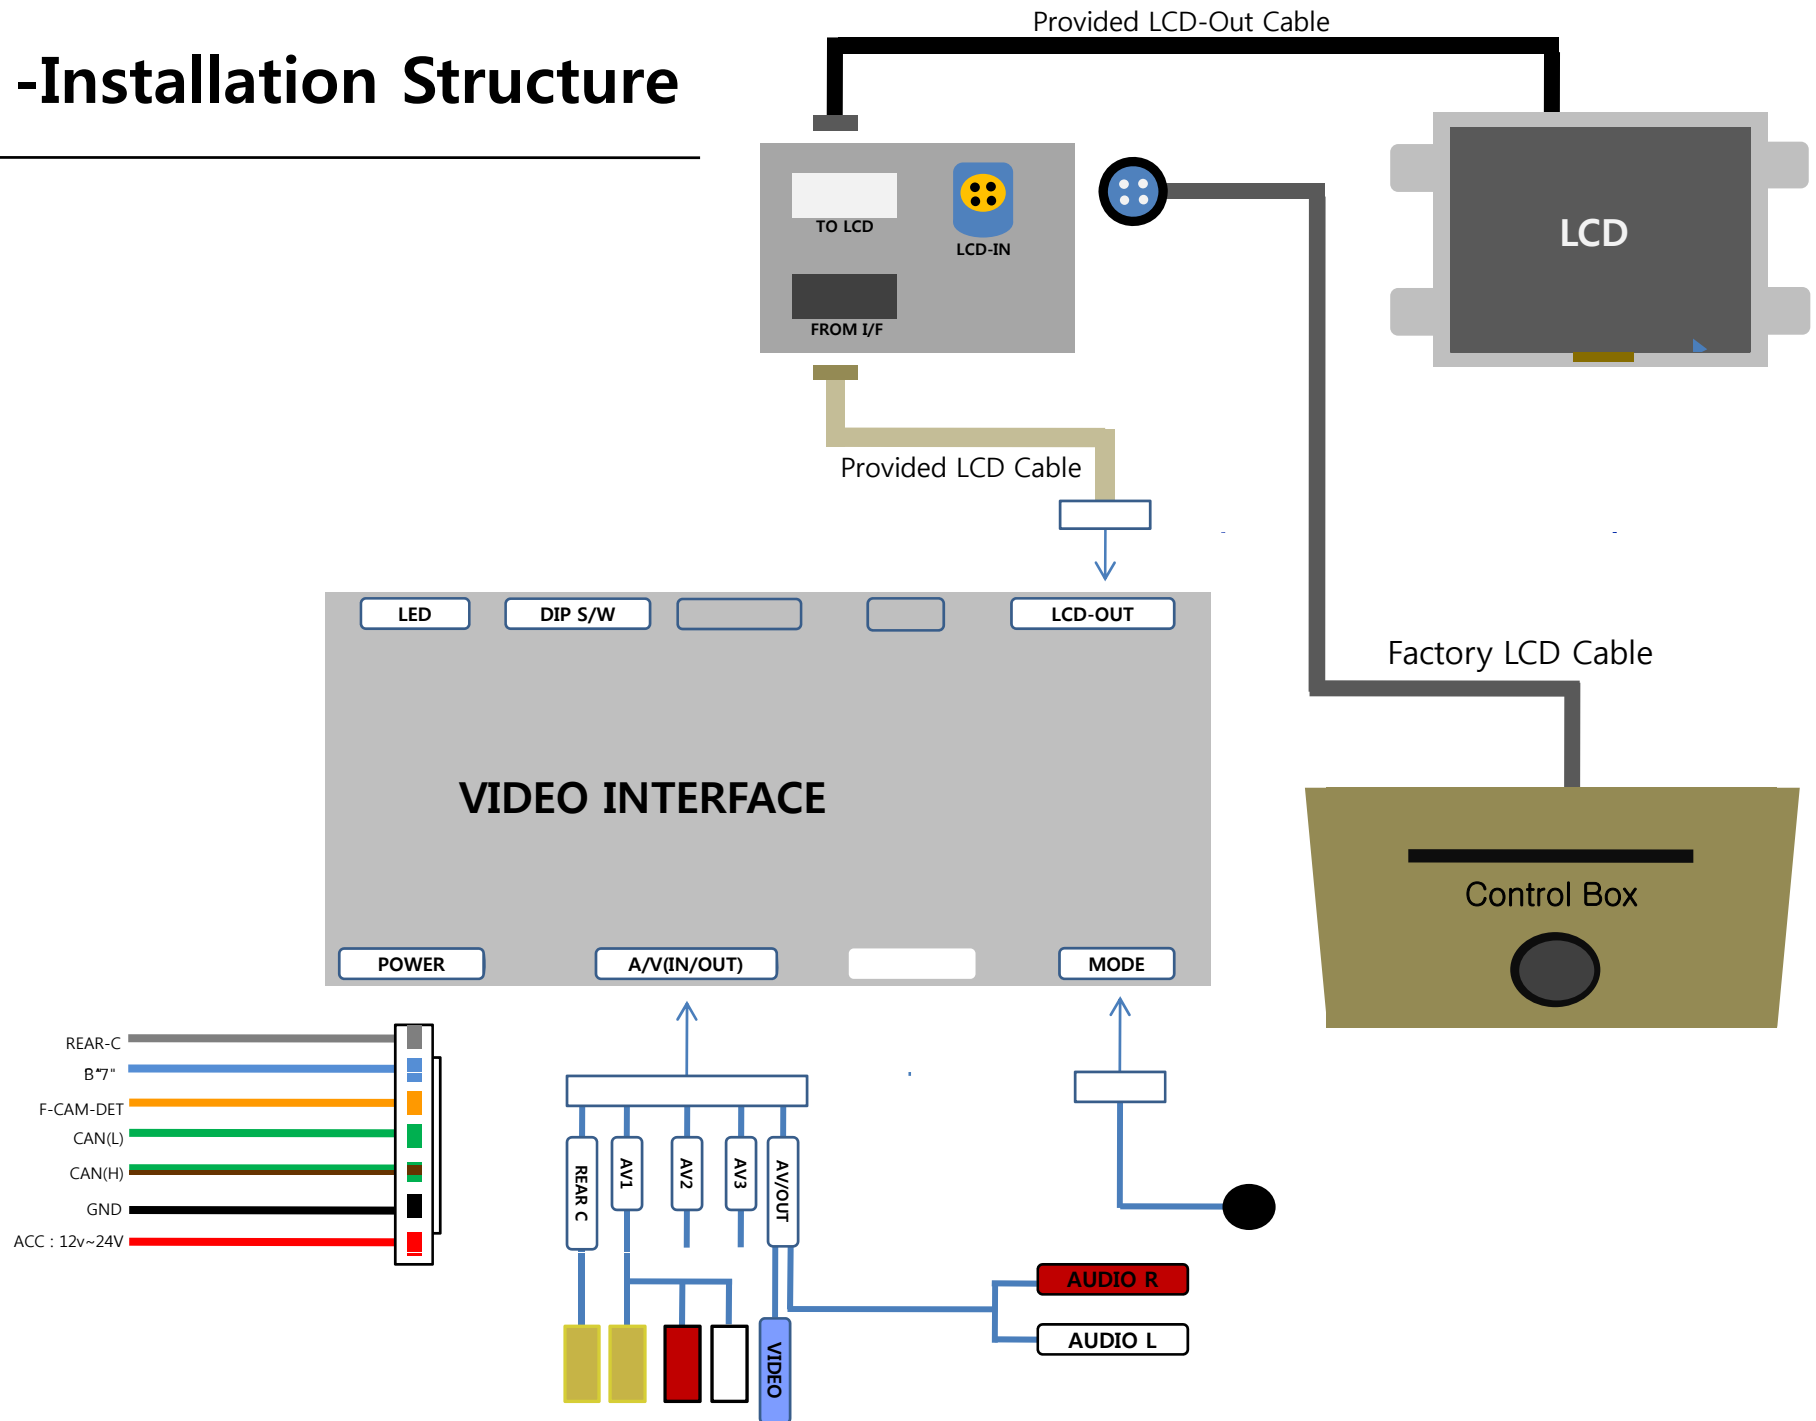 Provided LCD-Out Cable
-Installation Structure
TO LCD
LCD-IN
LCD
FROM I/F
Provided LCD Cable
LED
DIP S/W
LCD-OUT
Factory LCD Cable
VIDEO INTERFACE
Control Box
POWER
A/V(IN/OUT)
MODE
REAR-C
F-CAM-DET
CAN(L)
CAN(H)
GND
ACC : 12v~24V
REAR C
AV1
AV2
AV3
AV/OUT
AUDIO R
AUDIO L
VIDEO